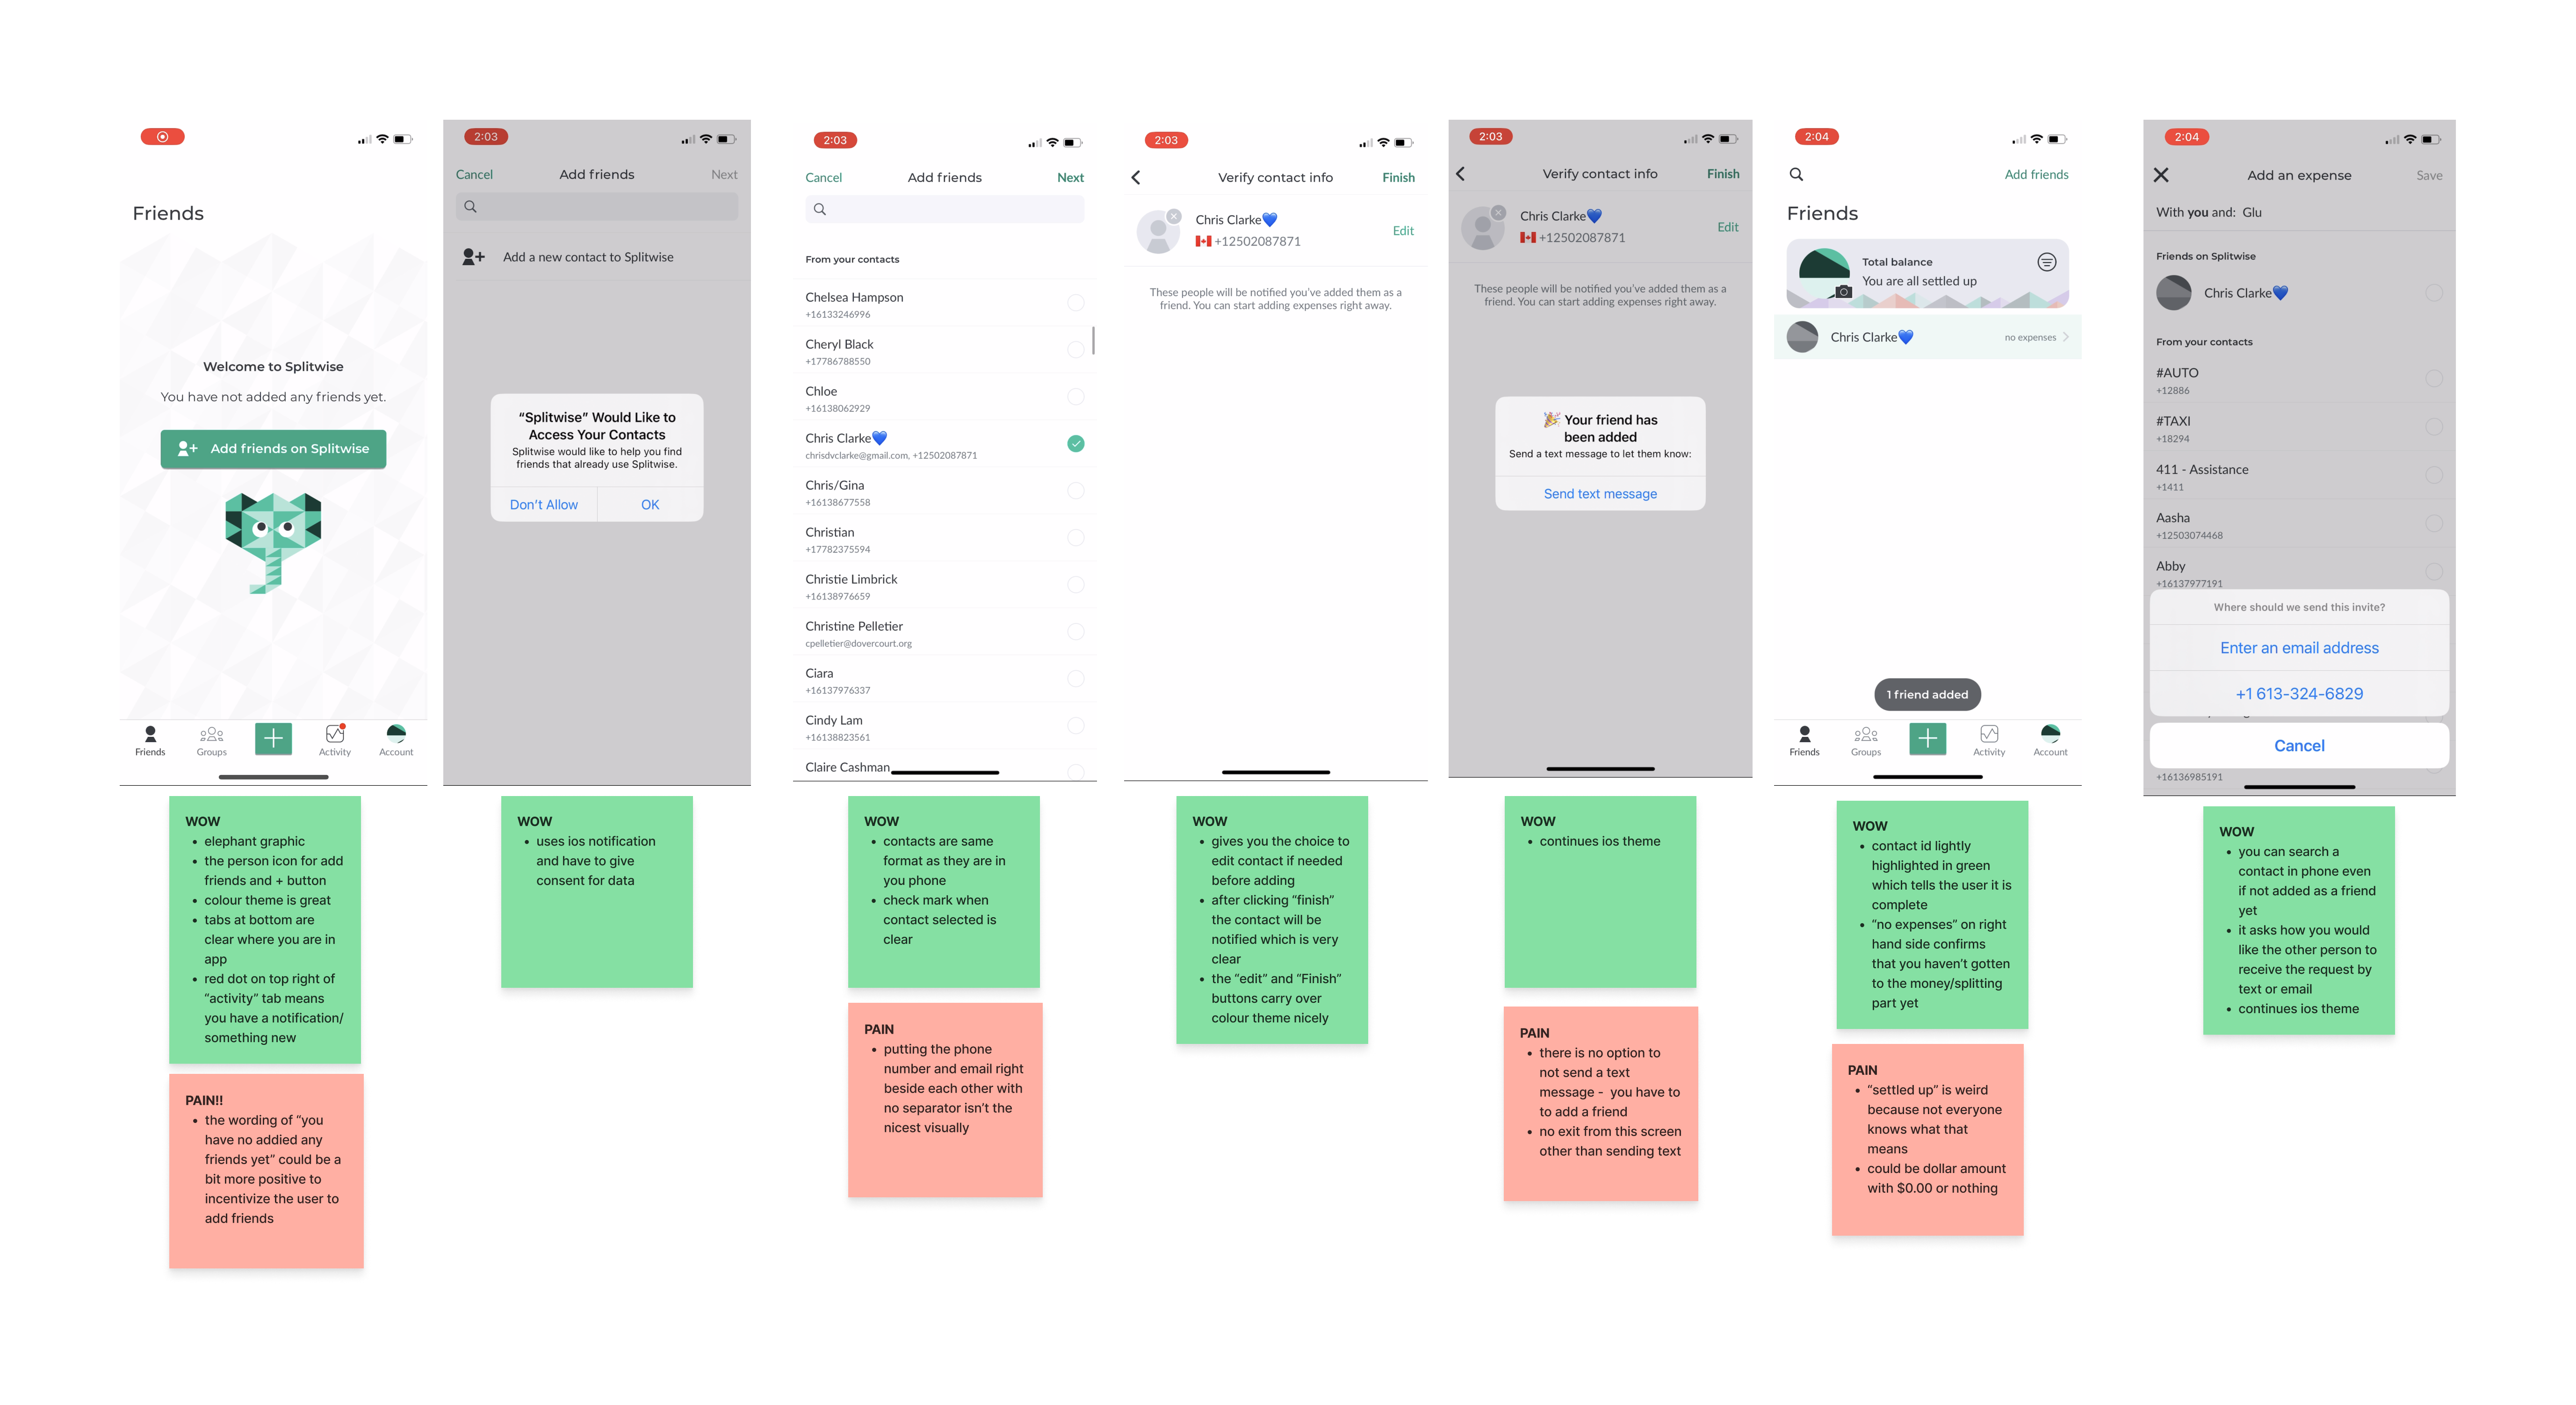 Friends
Welcome to Splitwise
You have not added any friends yet.
Add friends on Splitwise
Friends
Groups
Activity
Account
WOW
• elephant graphic
• the person icon for add
friends and + button
• colour theme is great
• tabs at bottom are
clear where you are in
app
• red dot on top right of
“activity” tab means
you have a notification/
something new
PAIN!!
• the wording of “you
have no addied any
friends yet” could be a
bit more positive to
incentivize the user to
add friends
2:03
Cancel
Add friends
Next
Add a new contact to Splitwise
“Splitwise” Would Like to
Access Your Contacts
Splitwise would like to help you find
friends that already use Splitwise.
Don’t Allow
OK
WOW
• uses ios notification
and have to give
consent for data
2:03
Cancel
Add friends
Next
From your contacts
Chelsea Hampson
+16133246996
Cheryl Black
+17786788550
Chloe
+16138062929
Chris Clarke💙
chrisdvclarke@gmail.com, +12502087871
Chris/Gina
+16138677558
Christian
+17782375594
Christie Limbrick
+16138976659
Christine Pelletier
cpelletier@dovercourt.org
Ciara
+16137976337
Cindy Lam
+16138823561
Claire Cashman
WOW
• contacts are same
format as they are in
you phone
• check mark when
contact selected is
clear
PAIN
• putting the phone
number and email right
beside each other with
no separator isn’t the
nicest visually
2:03
Verify contact info
Finish
Chris Clarke💙
+12502087871
Edit
These people will be notified you’ve added them as a
friend. You can start adding expenses right away.
WOW
• gives you the choice to
edit contact if needed
before adding
• after clicking “finish”
the contact will be
notified which is very
clear
• the “edit” and “Finish”
buttons carry over
colour theme nicely
2:03
Verify contact info
Finish
Chris Clarke💙
+12502087871
Edit
These people will be notified you’ve added them as a
friend. You can start adding expenses right away.
🎉 Your friend has
been added
Send a text message to let them know:
Send text message
WOW
• continues ios theme
PAIN
• there is no option to
not send a text
message - you have to
to add a friend
• no exit from this screen
other than sending text
2:04
Add friends
Friends
Total balance
You are all settled up
Chris Clarke💙
no expenses
1 friend added
Friends
Groups
Activity
Account
WOW
• contact id lightly
highlighted in green
which tells the user it is
complete
• “no expenses” on right
hand side confirms
that you haven’t gotten
to the money/splitting
part yet
PAIN
• “settled up” is weird
because not everyone
knows what that
means
• could be dollar amount
with $0.00 or nothing
2:04
Add an expense
Save
With you and: Glu
Friends on Splitwise
Chris Clarke💙
From your contacts
#AUTO
+12886
#TAXI
+18294
411 - Assistance
+1411
Aasha
+12503074468
Abby
+16137977191
Where should we send this invite?
Enter an email address
+1 613-324-6829
Cancel
+16136985191
WOW
• you can search a
contact in phone even
if not added as a friend
yet
• it asks how you would
like the other person to
receive the request by
text or email
• continues ios theme